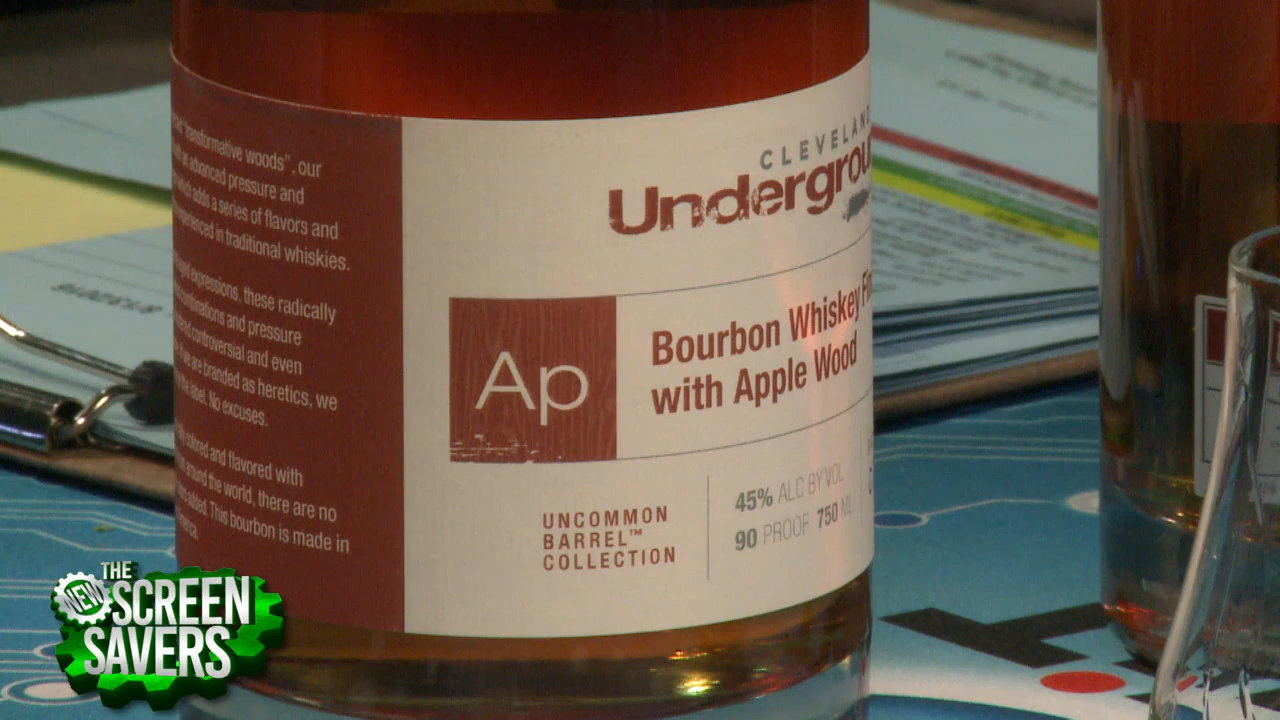 "transformative woods", our
advanced pressure and
adds a series of flavors and
experienced in traditional whiskies.
expressions, these radically
combinations and pressure
controversial and even
we are branded as heretics, we
the label. No excuses.
colored and flavored with
around the world, there are no
added. This bourbon is made in
CLEVELAND
Undergrou
Ap
Bourbon Whiskey Fin
with Apple Wood
UNCOMMON
BARREL™
COLLECTION
45% ALC BY VOL
90 PROOF 750 ML
THE
NEW
SCREEN
SAVERS